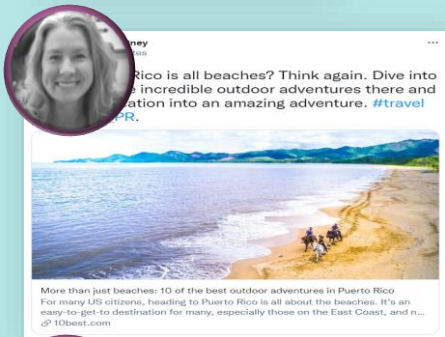 ney
tes
Rico is all beaches? Think again. Dive into
e incredible outdoor adventures there and
ation into an amazing adventure. #travel
PR.
More than just beaches: 10 of the best outdoor adventures in Puerto Rico
For many US citizens, heading to Puerto Rico is all about the beaches. It's an
easy-to-get-to destination for many, especially those on the East Coast, and n...
10best.com